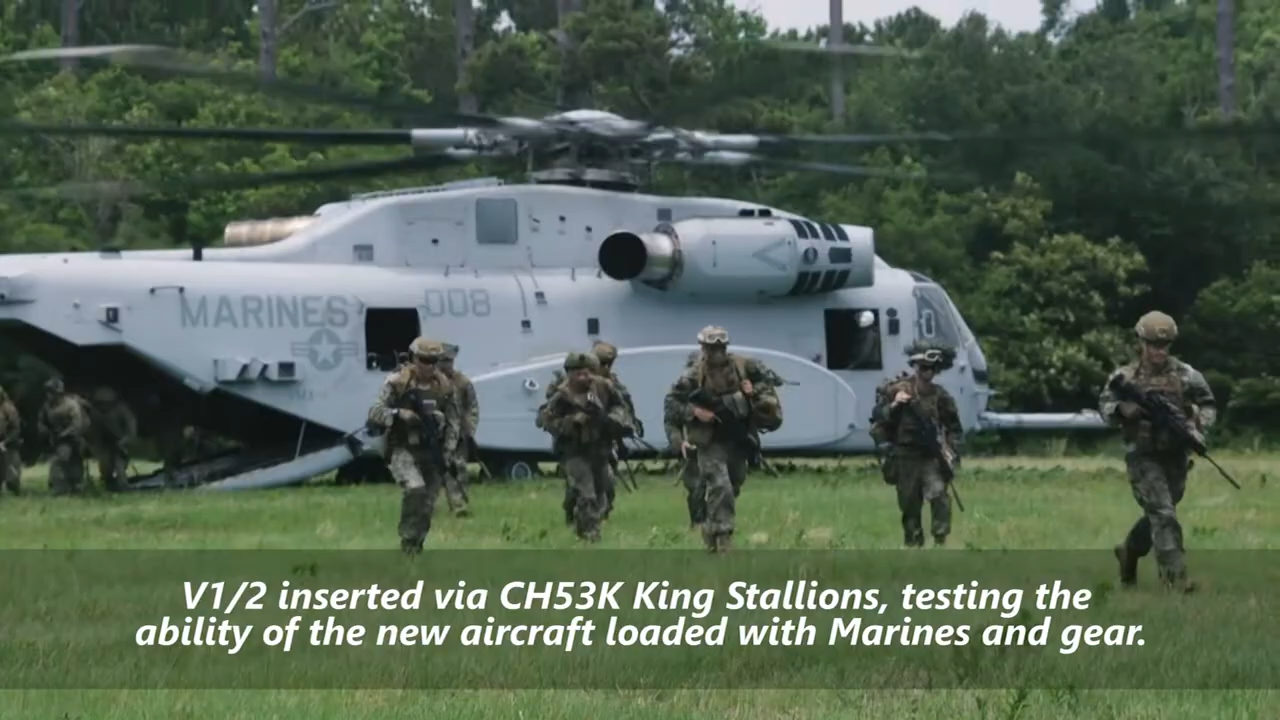 MARINES 008
V1/2 inserted via CH53K King Stallions, testing the
ability of the new aircraft loaded with Marines and gear.